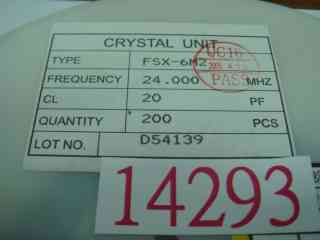 CRYSTAL UNIT
TYPE FSX-6M2
FREQUENCY 24.000 MHZ
CL 20 PF
QUANTITY 200 PCS
LOT NO. D54139
PASS
14293